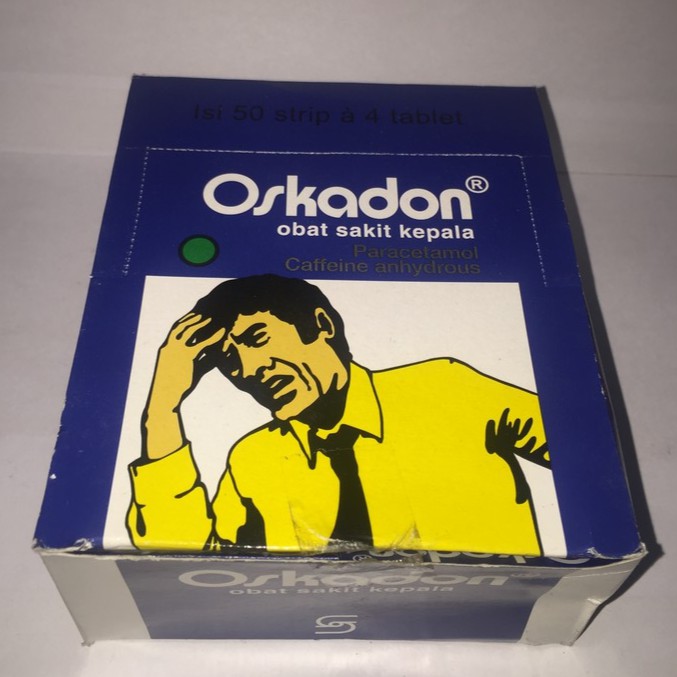 Isi 50 strip à 4 tablet
Oskadon®
obat sakit kepala
Paracetamol
Caffeine anhydrous
Oskadon
obat sakit kepala